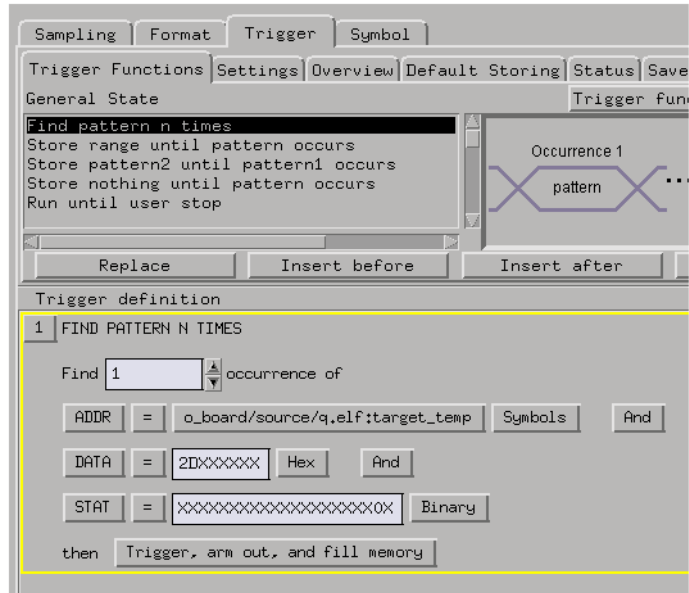 Sampling Format Trigger Symbol
Trigger Functions Settings Overview Default Storing Status Save
General State Trigger fun
Find pattern n times
Store range until pattern occurs
Store pattern2 until pattern1 occurs
Store nothing until pattern occurs
Run until user stop
Occurrence 1
pattern ...
Replace Insert before Insert after
Trigger definition
1 FIND PATTERN N TIMES
Find 1 occurrence of
ADDR = o_board/source/q.elf:target_temp Symbols And
DATA = 2DXXXXXX Hex And
STAT = XXXXXXXXXXXXXXXXXXXX0X Binary
then Trigger, arm out, and fill memory